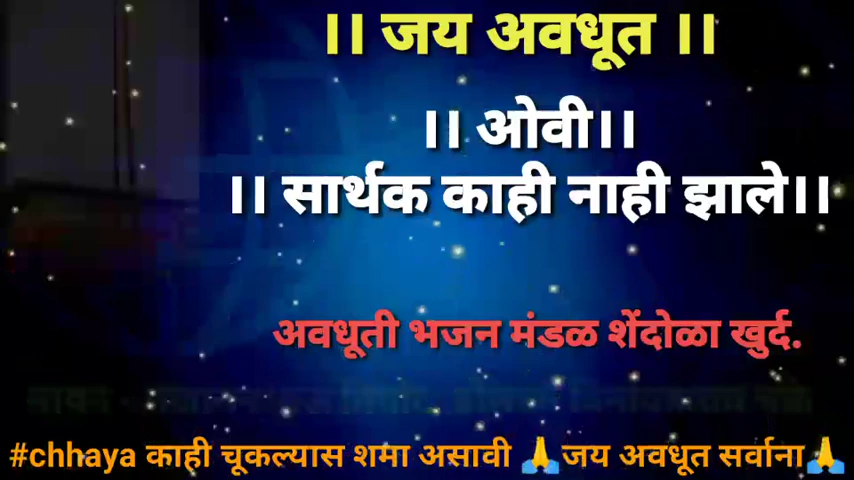 ।। जय अवधूत ।।
।। ओवी।।
।। सार्थक काही नाही झाले।।
अवधूती भजन मंडळ शेंदोळा खुर्द.
#chhaya काही चूकल्यास शमा असावी 🙏जय अवधूत सर्वाना🙏